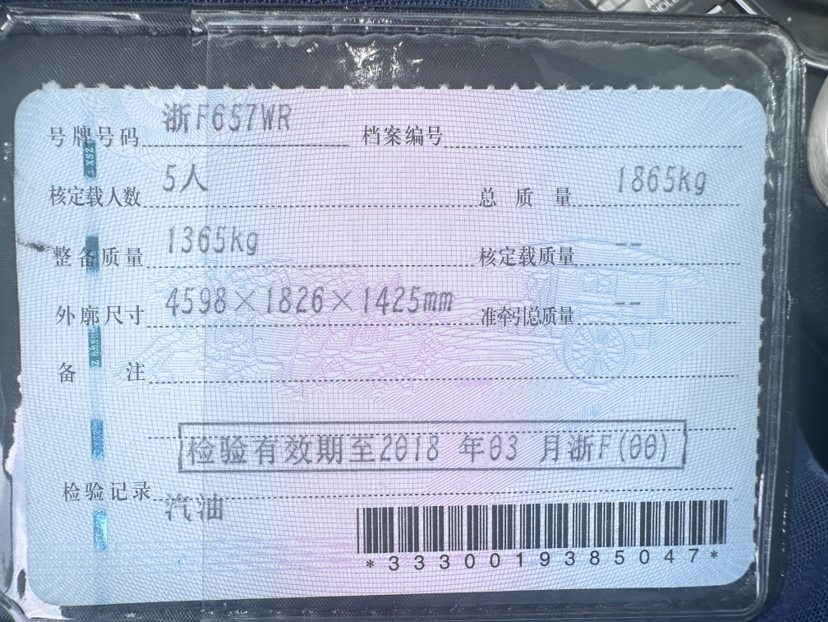 号牌号码 浙F657WR 档案编号
核定载人数 5人 总质量 1865kg
整备质量 1365kg 核定载质量 --
外廓尺寸 4598×1826×1425mm 准牵引总质量 --
备注
检验有效期至2018 年03 月浙F(00)
检验记录 汽油
*3330019385047*